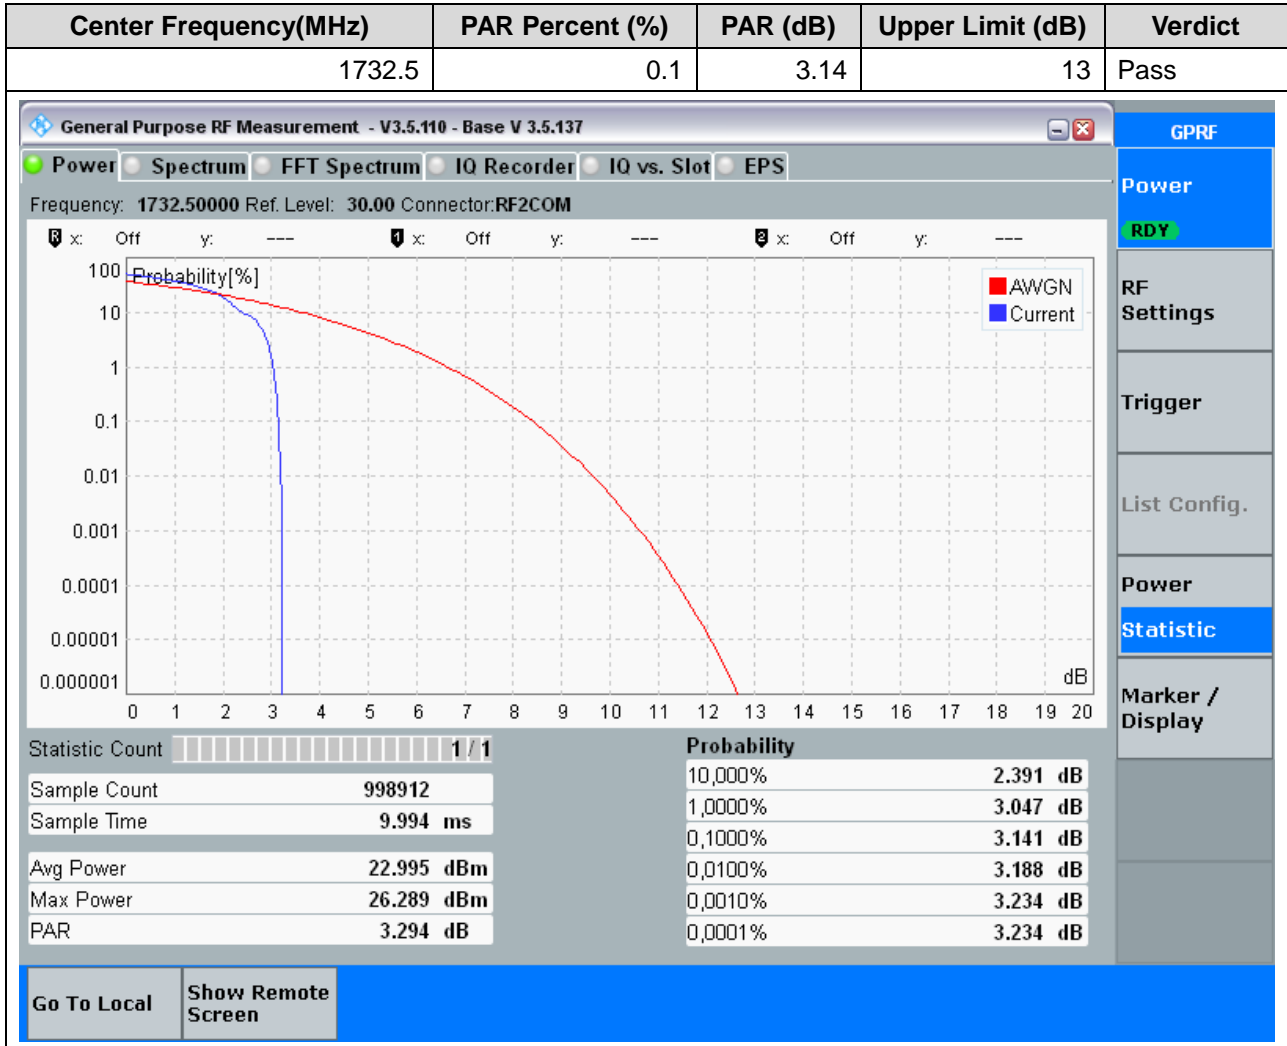 Center Frequency(MHz) PAR Percent (%) PAR (dB) Upper Limit (dB) Verdict
1732.5 0.1 3.14 13 Pass
General Purpose RF Measurement - V3.5.110 - Base V 3.5.137
GPRF
Power Spectrum FFT Spectrum IQ Recorder IQ vs. Slot EPS
Power
RDY
Frequency: 1732.50000 Ref. Level: 30.00 Connector:RF2COM
R x: Off y: --- 1 x: Off y: --- 2 x: Off y: ---
Probability[%]
AWGN
Current
100
10
1
0.1
0.01
0.001
0.0001
0.00001
0.000001
dB
0 1 2 3 4 5 6 7 8 9 10 11 12 13 14 15 16 17 18 19 20
RF
Settings
Trigger
List Config.
Power
Statistic
Marker /
Display
Statistic Count 1 / 1
Sample Count 998912
Sample Time 9.994 ms
Avg Power 22.995 dBm
Max Power 26.289 dBm
PAR 3.294 dB
Probability
10,000% 2.391 dB
1,0000% 3.047 dB
0,1000% 3.141 dB
0,0100% 3.188 dB
0,0010% 3.234 dB
0,0001% 3.234 dB
Go To Local
Show Remote
Screen